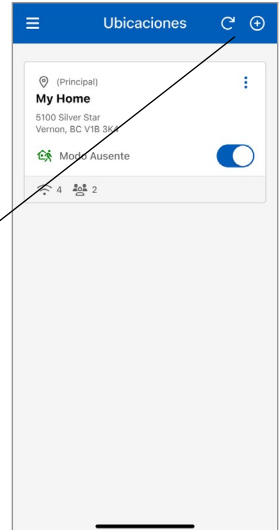 Ubicaciones
(Principal)
My Home
5100 Silver Star
Vernon, BC V1B 3K4
Modo Ausente
4 2